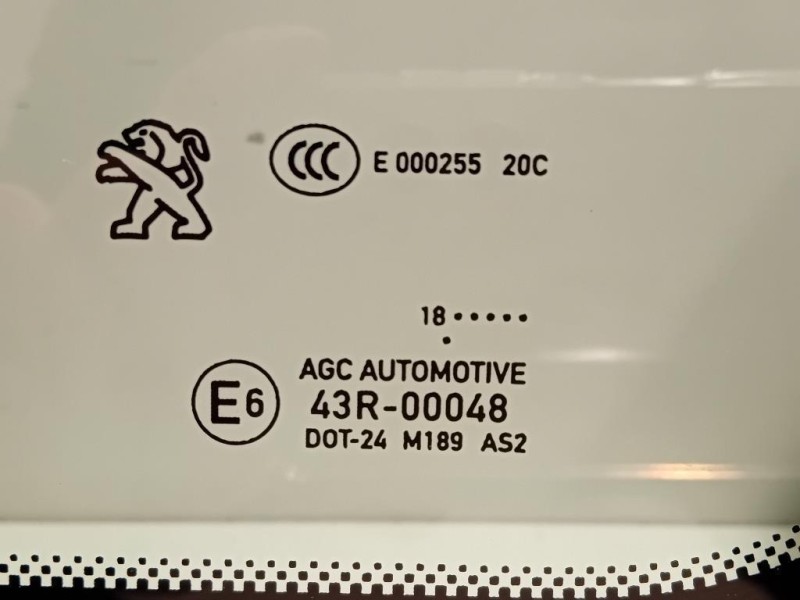 CCC E 000255 20C
18.....
.
AGC AUTOMOTIVE
E6 43R-00048
DOT-24 M189 AS2